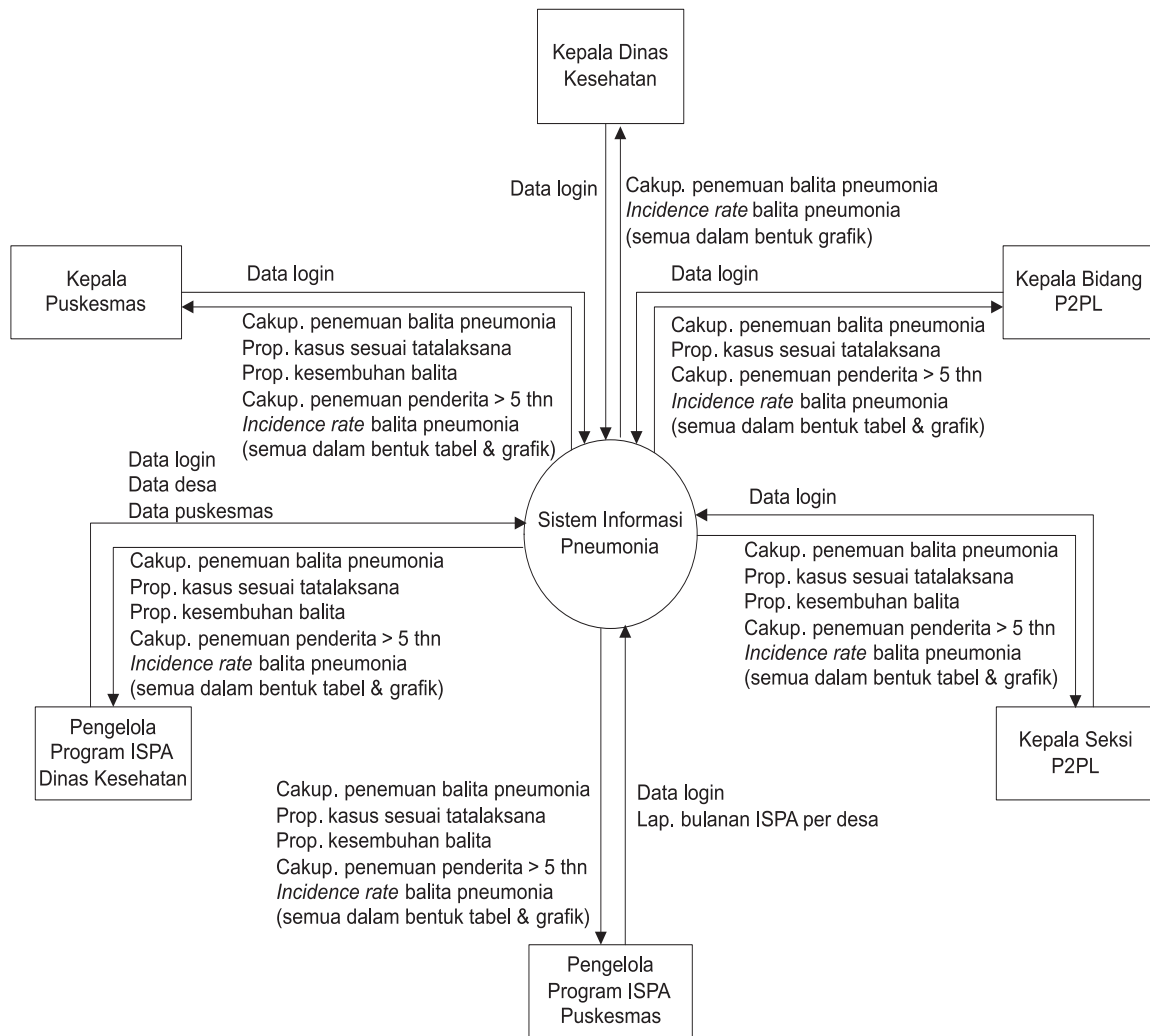 Kepala Dinas
Kesehatan
Data login
Cakup. penemuan balita pneumonia
Incidence rate balita pneumonia
(semua dalam bentuk grafik)
Kepala
Puskesmas
Data login
Cakup. penemuan balita pneumonia
Prop. kasus sesuai tatalaksana
Prop. kesembuhan balita
Cakup. penemuan penderita > 5 thn
Incidence rate balita pneumonia
(semua dalam bentuk tabel & grafik)
Data login
Kepala Bidang
P2PL
Cakup. penemuan balita pneumonia
Prop. kasus sesuai tatalaksana
Cakup. penemuan penderita > 5 thn
Incidence rate balita pneumonia
(semua dalam bentuk tabel & grafik)
Data login
Data desa
Data puskesmas
Sistem Informasi
Pneumonia
Data login
Cakup. penemuan balita pneumonia
Prop. kasus sesuai tatalaksana
Prop. kesembuhan balita
Cakup. penemuan penderita > 5 thn
Incidence rate balita pneumonia
(semua dalam bentuk tabel & grafik)
Cakup. penemuan balita pneumonia
Prop. kasus sesuai tatalaksana
Prop. kesembuhan balita
Cakup. penemuan penderita > 5 thn
Incidence rate balita pneumonia
(semua dalam bentuk tabel & grafik)
Pengelola
Program ISPA
Dinas Kesehatan
Kepala Seksi
P2PL
Cakup. penemuan balita pneumonia
Prop. kasus sesuai tatalaksana
Prop. kesembuhan balita
Cakup. penemuan penderita > 5 thn
Incidence rate balita pneumonia
(semua dalam bentuk tabel & grafik)
Data login
Lap. bulanan ISPA per desa
Pengelola
Program ISPA
Puskesmas